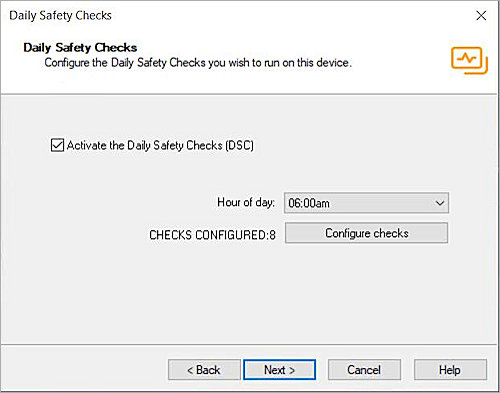 Daily Safety Checks
Daily Safety Checks
Configure the Daily Safety Checks you wish to run on this device.
Activate the Daily Safety Checks (DSC)
Hour of day: 06:00am
CHECKS CONFIGURED:8 Configure checks
< Back Next > Cancel Help